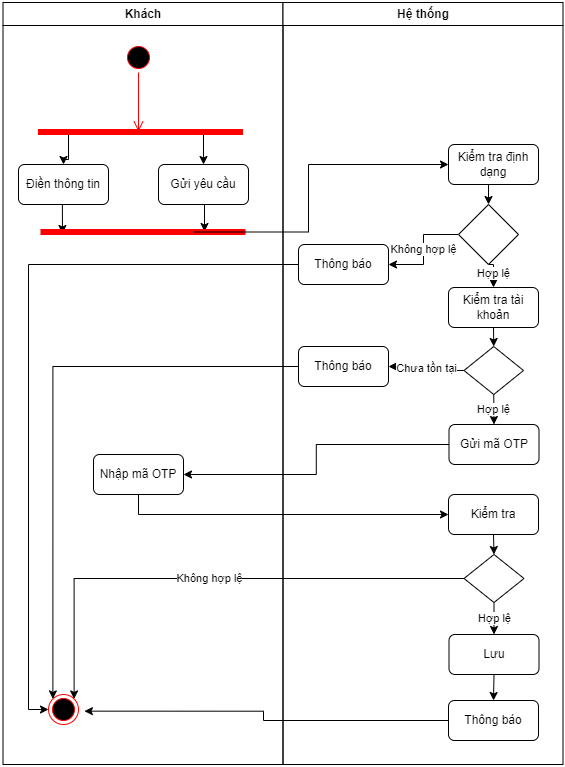 Khách
Hệ thống
Điền thông tin
Gửi yêu cầu
Kiểm tra định
dạng
Không hợp lệ
Thông báo
Hợp lệ
Kiểm tra tài
khoản
Thông báo
Chưa tồn tại
Hợp lệ
Gửi mã OTP
Nhập mã OTP
Kiểm tra
Không hợp lệ
Hợp lệ
Lưu
Thông báo